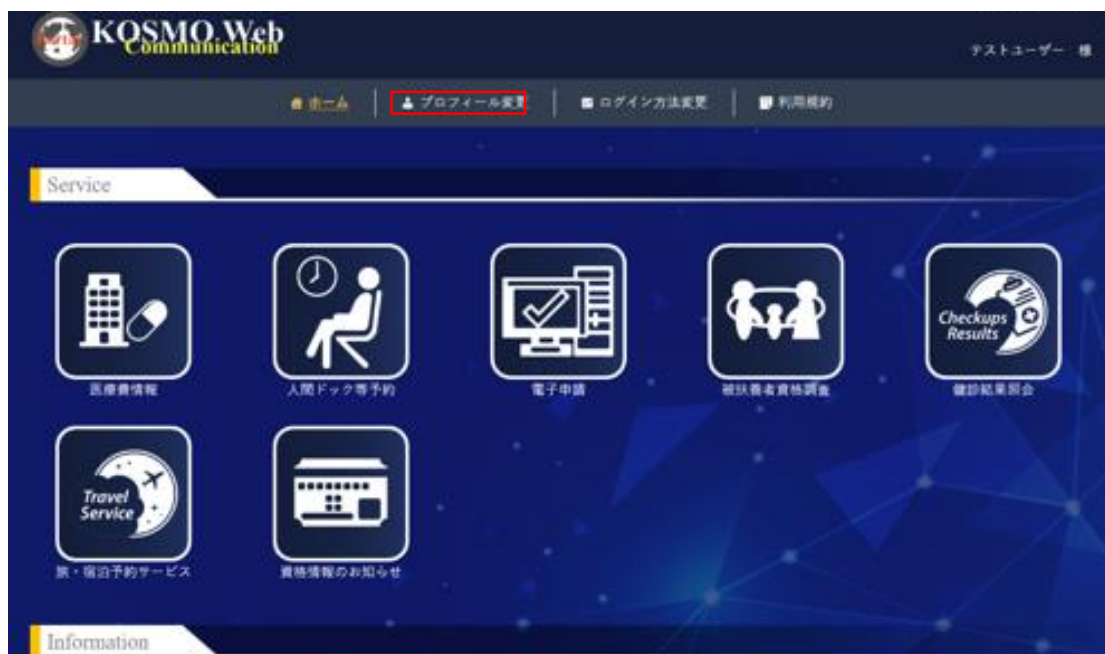 Portal
KOSMO Web
Communication
テストユーザー 様
ホーム
プロフィール変更
ログイン方法変更
利用規約
Service
Checkups
Results
医療費情報
人間ドック等予約
電子申請
被扶養者資格調査
健診結果照会
Travel
Service
旅・宿泊予約サービス
資格情報のお知らせ
Information